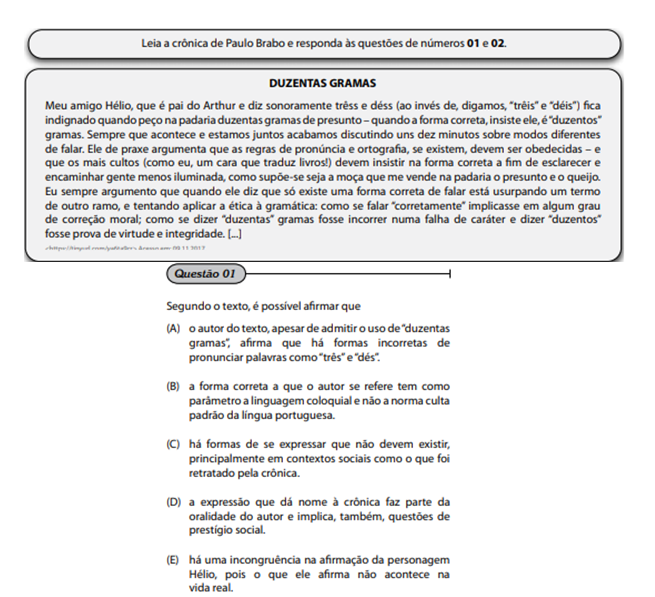 Leia a crônica de Paulo Brabo e responda às questões de números 01 e 02.
DUZENTAS GRAMAS
Meu amigo Hélio, que é pai do Arthur e diz sonoramente trêss e déss (ao invés de, digamos, “trêis” e “déis”) fica
indignado quando peço na padaria duzentas gramas de presunto – quando a forma correta, insiste ele, é “duzentos”
gramas. Sempre que acontece e estamos juntos acabamos discutindo uns dez minutos sobre modos diferentes
de falar. Ele de praxe argumenta que as regras de pronúncia e ortografia, se existem, devem ser obedecidas – e
que os mais cultos (como eu, um cara que traduz livros!) devem insistir na forma correta a fim de esclarecer e
encaminhar gente menos iluminada, como supõe-se seja a moça que me vende na padaria o presunto e o queijo.
Eu sempre argumento que quando ele diz que só existe uma forma correta de falar está usurpando um termo
de outro ramo, e tentando aplicar a ética à gramática: como se falar “corretamente” implicasse em algum grau
de correção moral; como se dizer “duzentas” gramas fosse incorrer numa falha de caráter e dizer “duzentos”
fosse prova de virtude e integridade. [...]
Acesso em: 09.11.2017.
Questão 01
Segundo o texto, é possível afirmar que
(A) o autor do texto, apesar de admitir o uso de “duzentas
gramas”, afirma que há formas incorretas de
pronunciar palavras como “três” e “dés”.
(B) a forma correta a que o autor se refere tem como
parâmetro a linguagem coloquial e não a norma culta
padrão da língua portuguesa.
(C) há formas de se expressar que não devem existir,
principalmente em contextos sociais como o que foi
retratado pela crônica.
(D) a expressão que dá nome à crônica faz parte da
oralidade do autor e implica, também, questões de
prestígio social.
(E) há uma incongruência na afirmação da personagem
Hélio, pois o que ele afirma não acontece na
vida real.